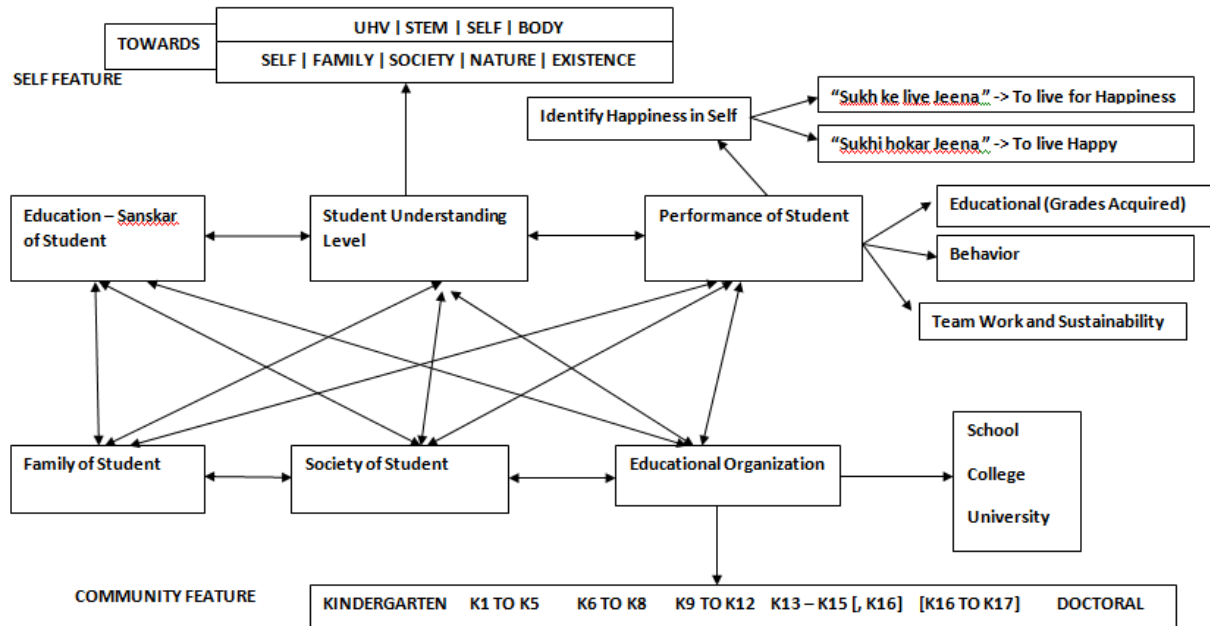 UHV | STEM | SELF | BODY
TOWARDS
SELF | FAMILY | SOCIETY | NATURE | EXISTENCE
SELF FEATURE
"Sukh ke live Jeena" -> To live for Happiness
Identify Happiness in Self
"Sukhi hokar Jeena" -> To live Happy
Education – Sanskar
of Student
Student Understanding
Level
Performance of Student
Educational (Grades Acquired)
Behavior
Team Work and Sustainability
Family of Student
Society of Student
Educational Organization
School
College
University
COMMUNITY FEATURE
KINDERGARTEN K1 TO K5 K6 TO K8 K9 TO K12 K13 – K15 [, K16] [K16 TO K17] DOCTORAL